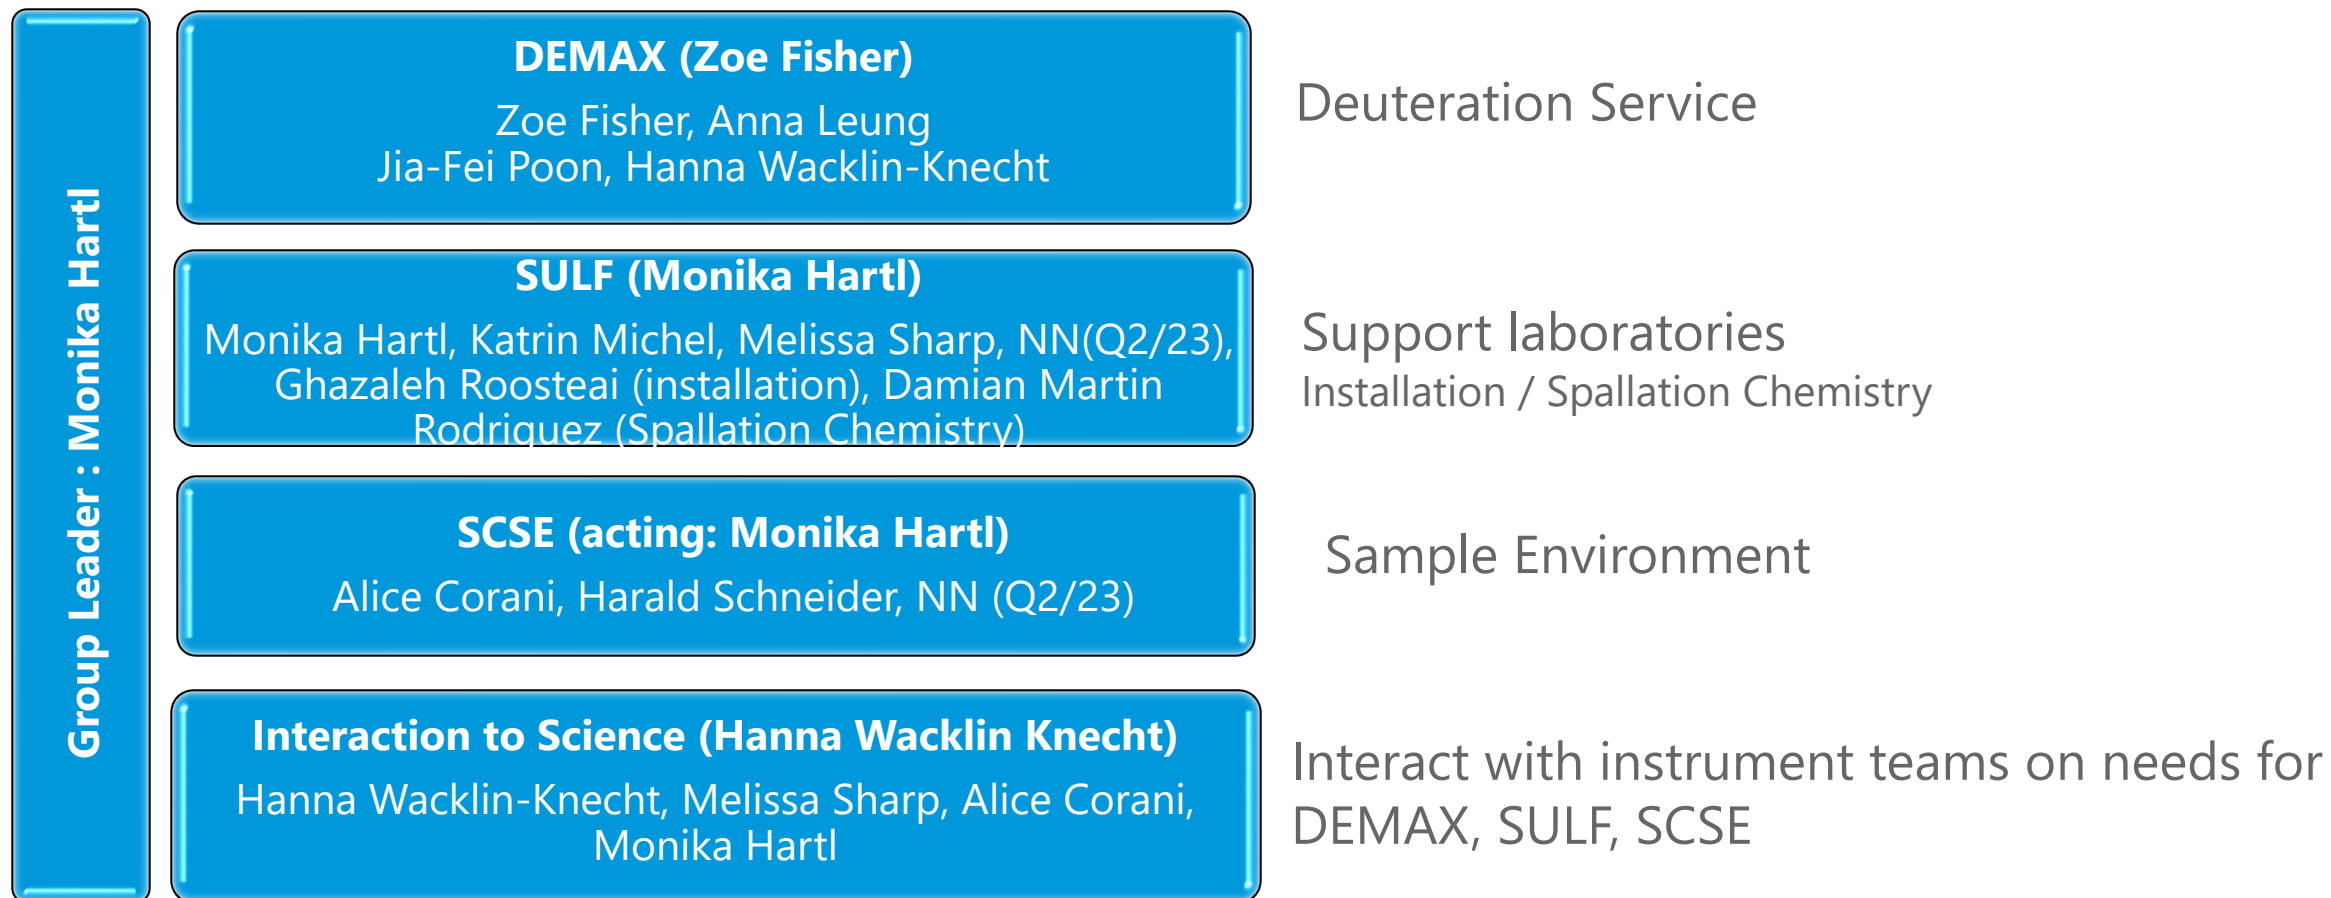 Group Leader : Monika Hartl
DEMAX (Zoe Fisher)
Zoe Fisher, Anna Leung
Jia-Fei Poon, Hanna Wacklin-Knecht
Deuteration Service
SULF (Monika Hartl)
Monika Hartl, Katrin Michel, Melissa Sharp, NN(Q2/23),
Ghazaleh Roosteai (installation), Damian Martin
Rodriguez (Spallation Chemistry)
Support laboratories
Installation / Spallation Chemistry
SCSE (acting: Monika Hartl)
Alice Corani, Harald Schneider, NN (Q2/23)
Sample Environment
Interaction to Science (Hanna Wacklin Knecht)
Hanna Wacklin-Knecht, Melissa Sharp, Alice Corani,
Monika Hartl
Interact with instrument teams on needs for
DEMAX, SULF, SCSE